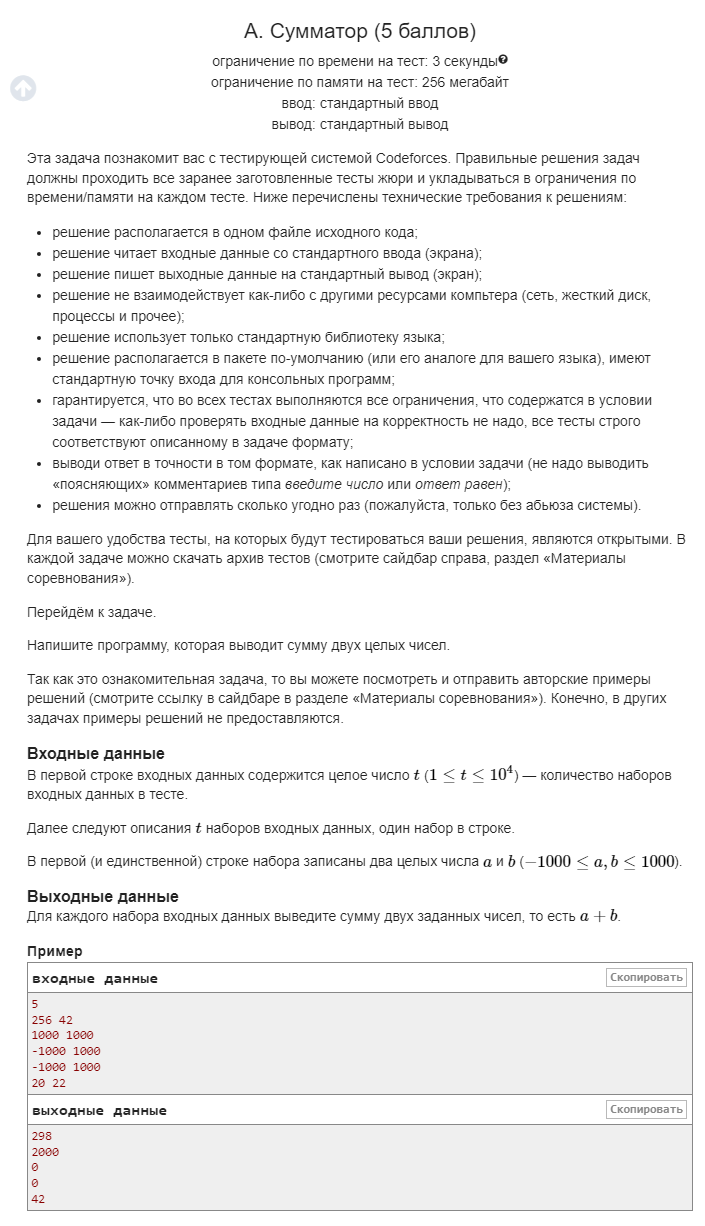 А. Сумматор (5 баллов)
ограничение по времени на тест: 3 секунды
ограничение по памяти на тест: 256 мегабайт
ввод: стандартный ввод
вывод: стандартный вывод
Эта задача познакомит вас с тестирующей системой Codeforces. Правильные решения задач
должны проходить все заранее заготовленные тесты жюри и укладываться в ограничения по
времени/памяти на каждом тесте. Ниже перечислены технические требования к решениям:
• решение располагается в одном файле исходного кода;
• решение читает входные данные со стандартного ввода (экрана);
• решение пишет выходные данные на стандартный вывод (экран);
• решение не взаимодействует как-либо с другими ресурсами компьтера (сеть, жесткий диск,
процессы и прочее);
• решение использует только стандартную библиотеку языка;
• решение располагается в пакете по-умолчанию (или его аналоге для вашего языка), имеют
стандартную точку входа для консольных программ;
• гарантируется, что во всех тестах выполняются все ограничения, что содержатся в условии
задачи — как-либо проверять входные данные на корректность не надо, все тесты строго
соответствуют описанному в задаче формату;
• выводи ответ в точности в том формате, как написано в условии задачи (не надо выводить
«поясняющих» комментариев типа введите число или ответ равен);
• решения можно отправлять сколько угодно раз (пожалуйста, только без абьюза системы).
Для вашего удобства тесты, на которых будут тестироваться ваши решения, являются открытыми. В
каждой задаче можно скачать архив тестов (смотрите сайдбар справа, раздел «Материалы
соревнования»).
Перейдём к задаче.
Напишите программу, которая выводит сумму двух целых чисел.
Так как это ознакомительная задача, то вы можете посмотреть и отправить авторские примеры
решений (смотрите ссылку в сайдбаре в разделе «Материалы соревнования»). Конечно, в других
задачах примеры решений не предоставляются.
Входные данные
В первой строке входных данных содержится целое число t (1 ≤ t ≤ 10⁴) — количество наборов
входных данных в тесте.
Далее следуют описания t наборов входных данных, один набор в строке.
В первой (и единственной) строке набора записаны два целых числа a и b (−1000 ≤ a, b ≤ 1000).
Выходные данные
Для каждого набора входных данных выведите сумму двух заданных чисел, то есть a + b.
Пример
входные данные Скопировать
5
256 42
1000 1000
-1000 1000
-1000 1000
20 22
выходные данные Скопировать
298
2000
0
0
42